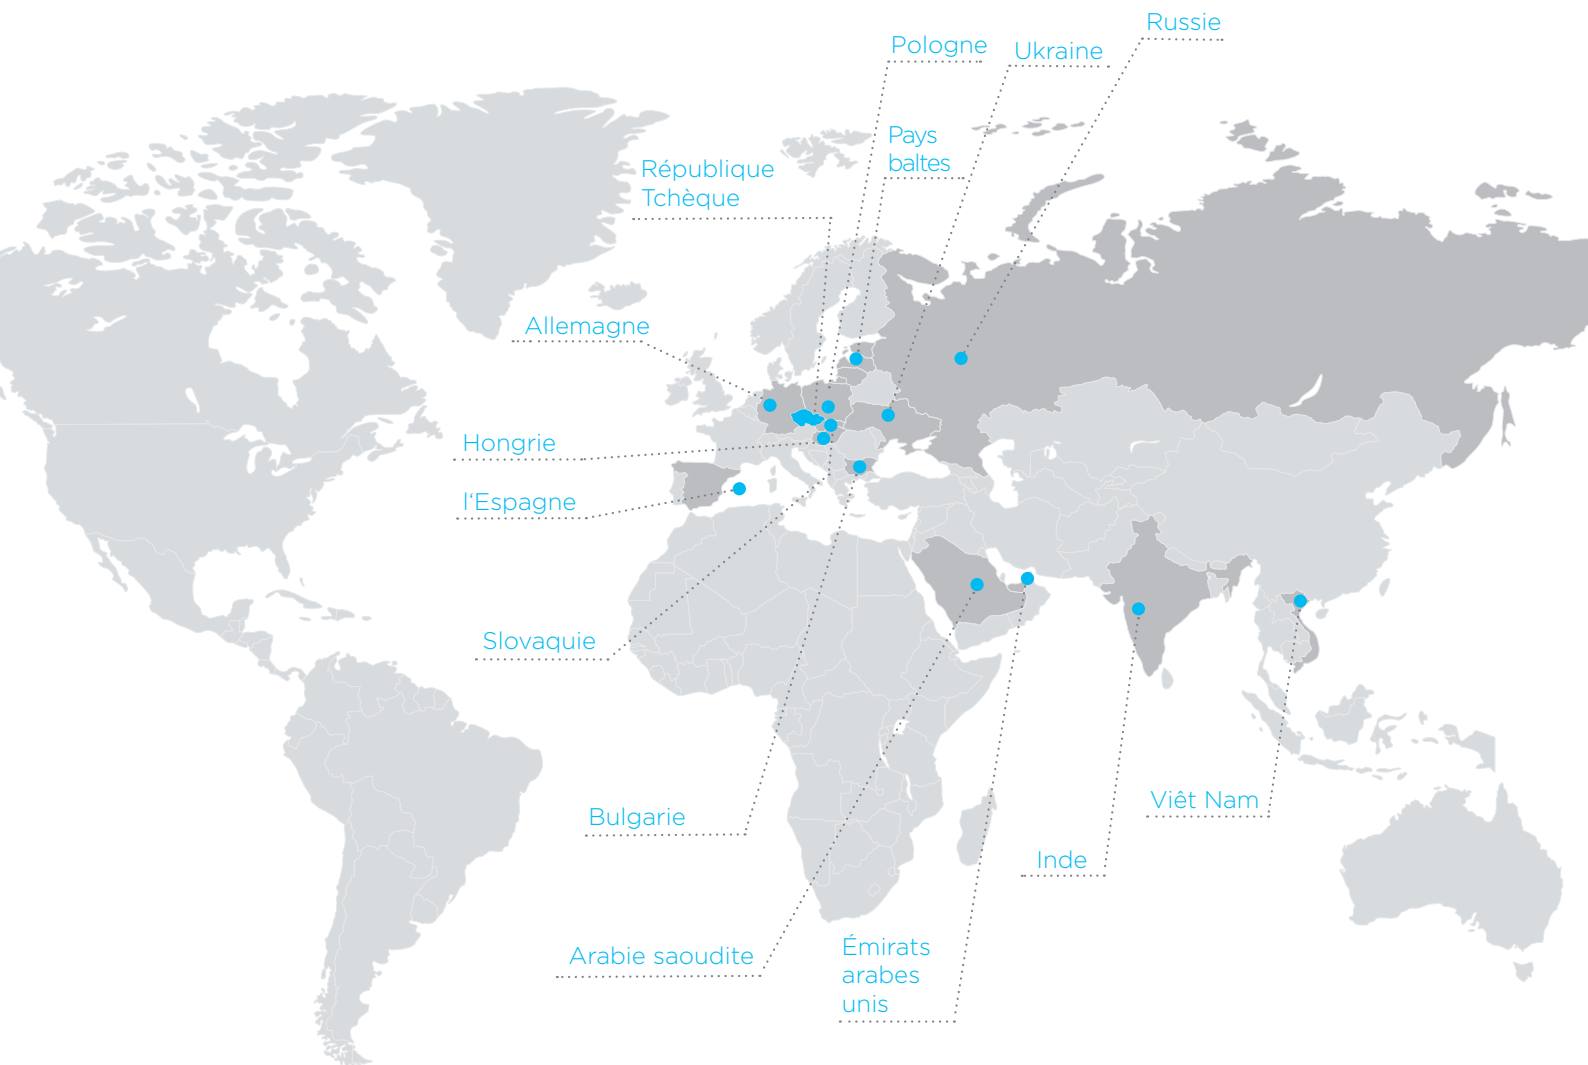 Russie
Pologne
Ukraine
Pays
baltes
République
Tchèque
Allemagne
Hongrie
l‘Espagne
Slovaquie
Viêt Nam
Bulgarie
Inde
Émirats
arabes
unis
Arabie saoudite